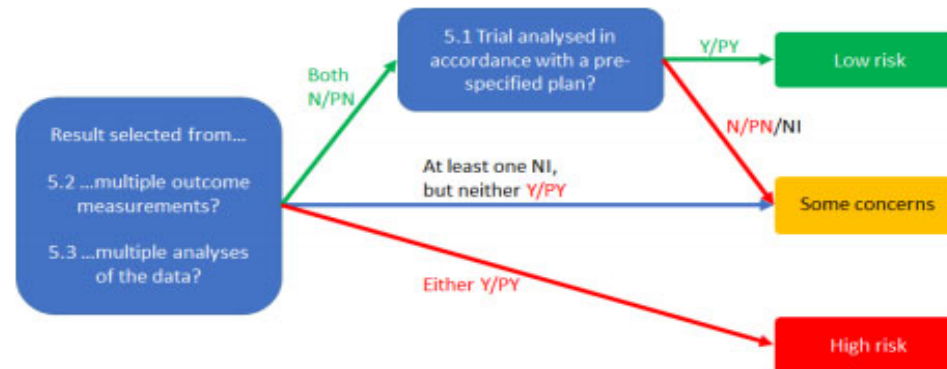 Result selected from...
5.2 ...multiple outcome
measurements?
5.3 ...multiple analyses
of the data?
Both
N/PN
5.1 Trial analysed in
accordance with a pre-
specified plan?
Y/PY
Low risk
N/PN/NI
At least one NI,
but neither Y/PY
Some concerns
Either Y/PY
High risk